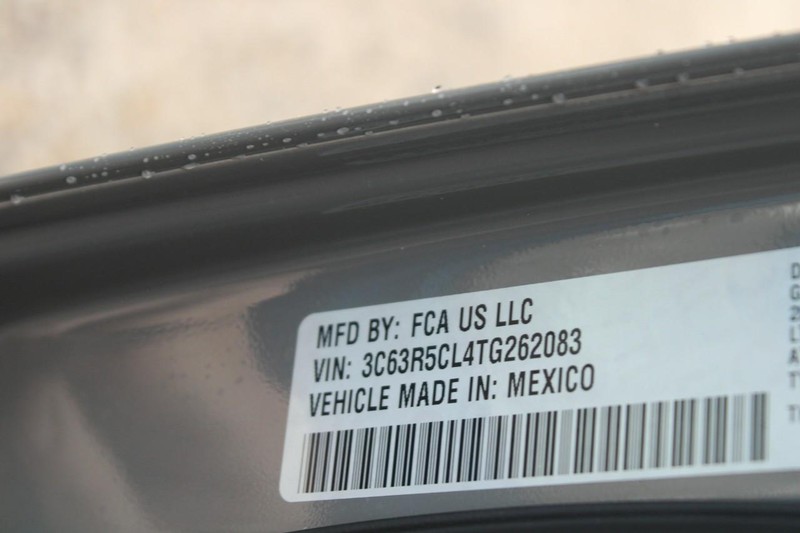 MFD BY: FCA US LLC
VIN: 3C63R5CL4TG262083
VEHICLE MADE IN: MEXICO